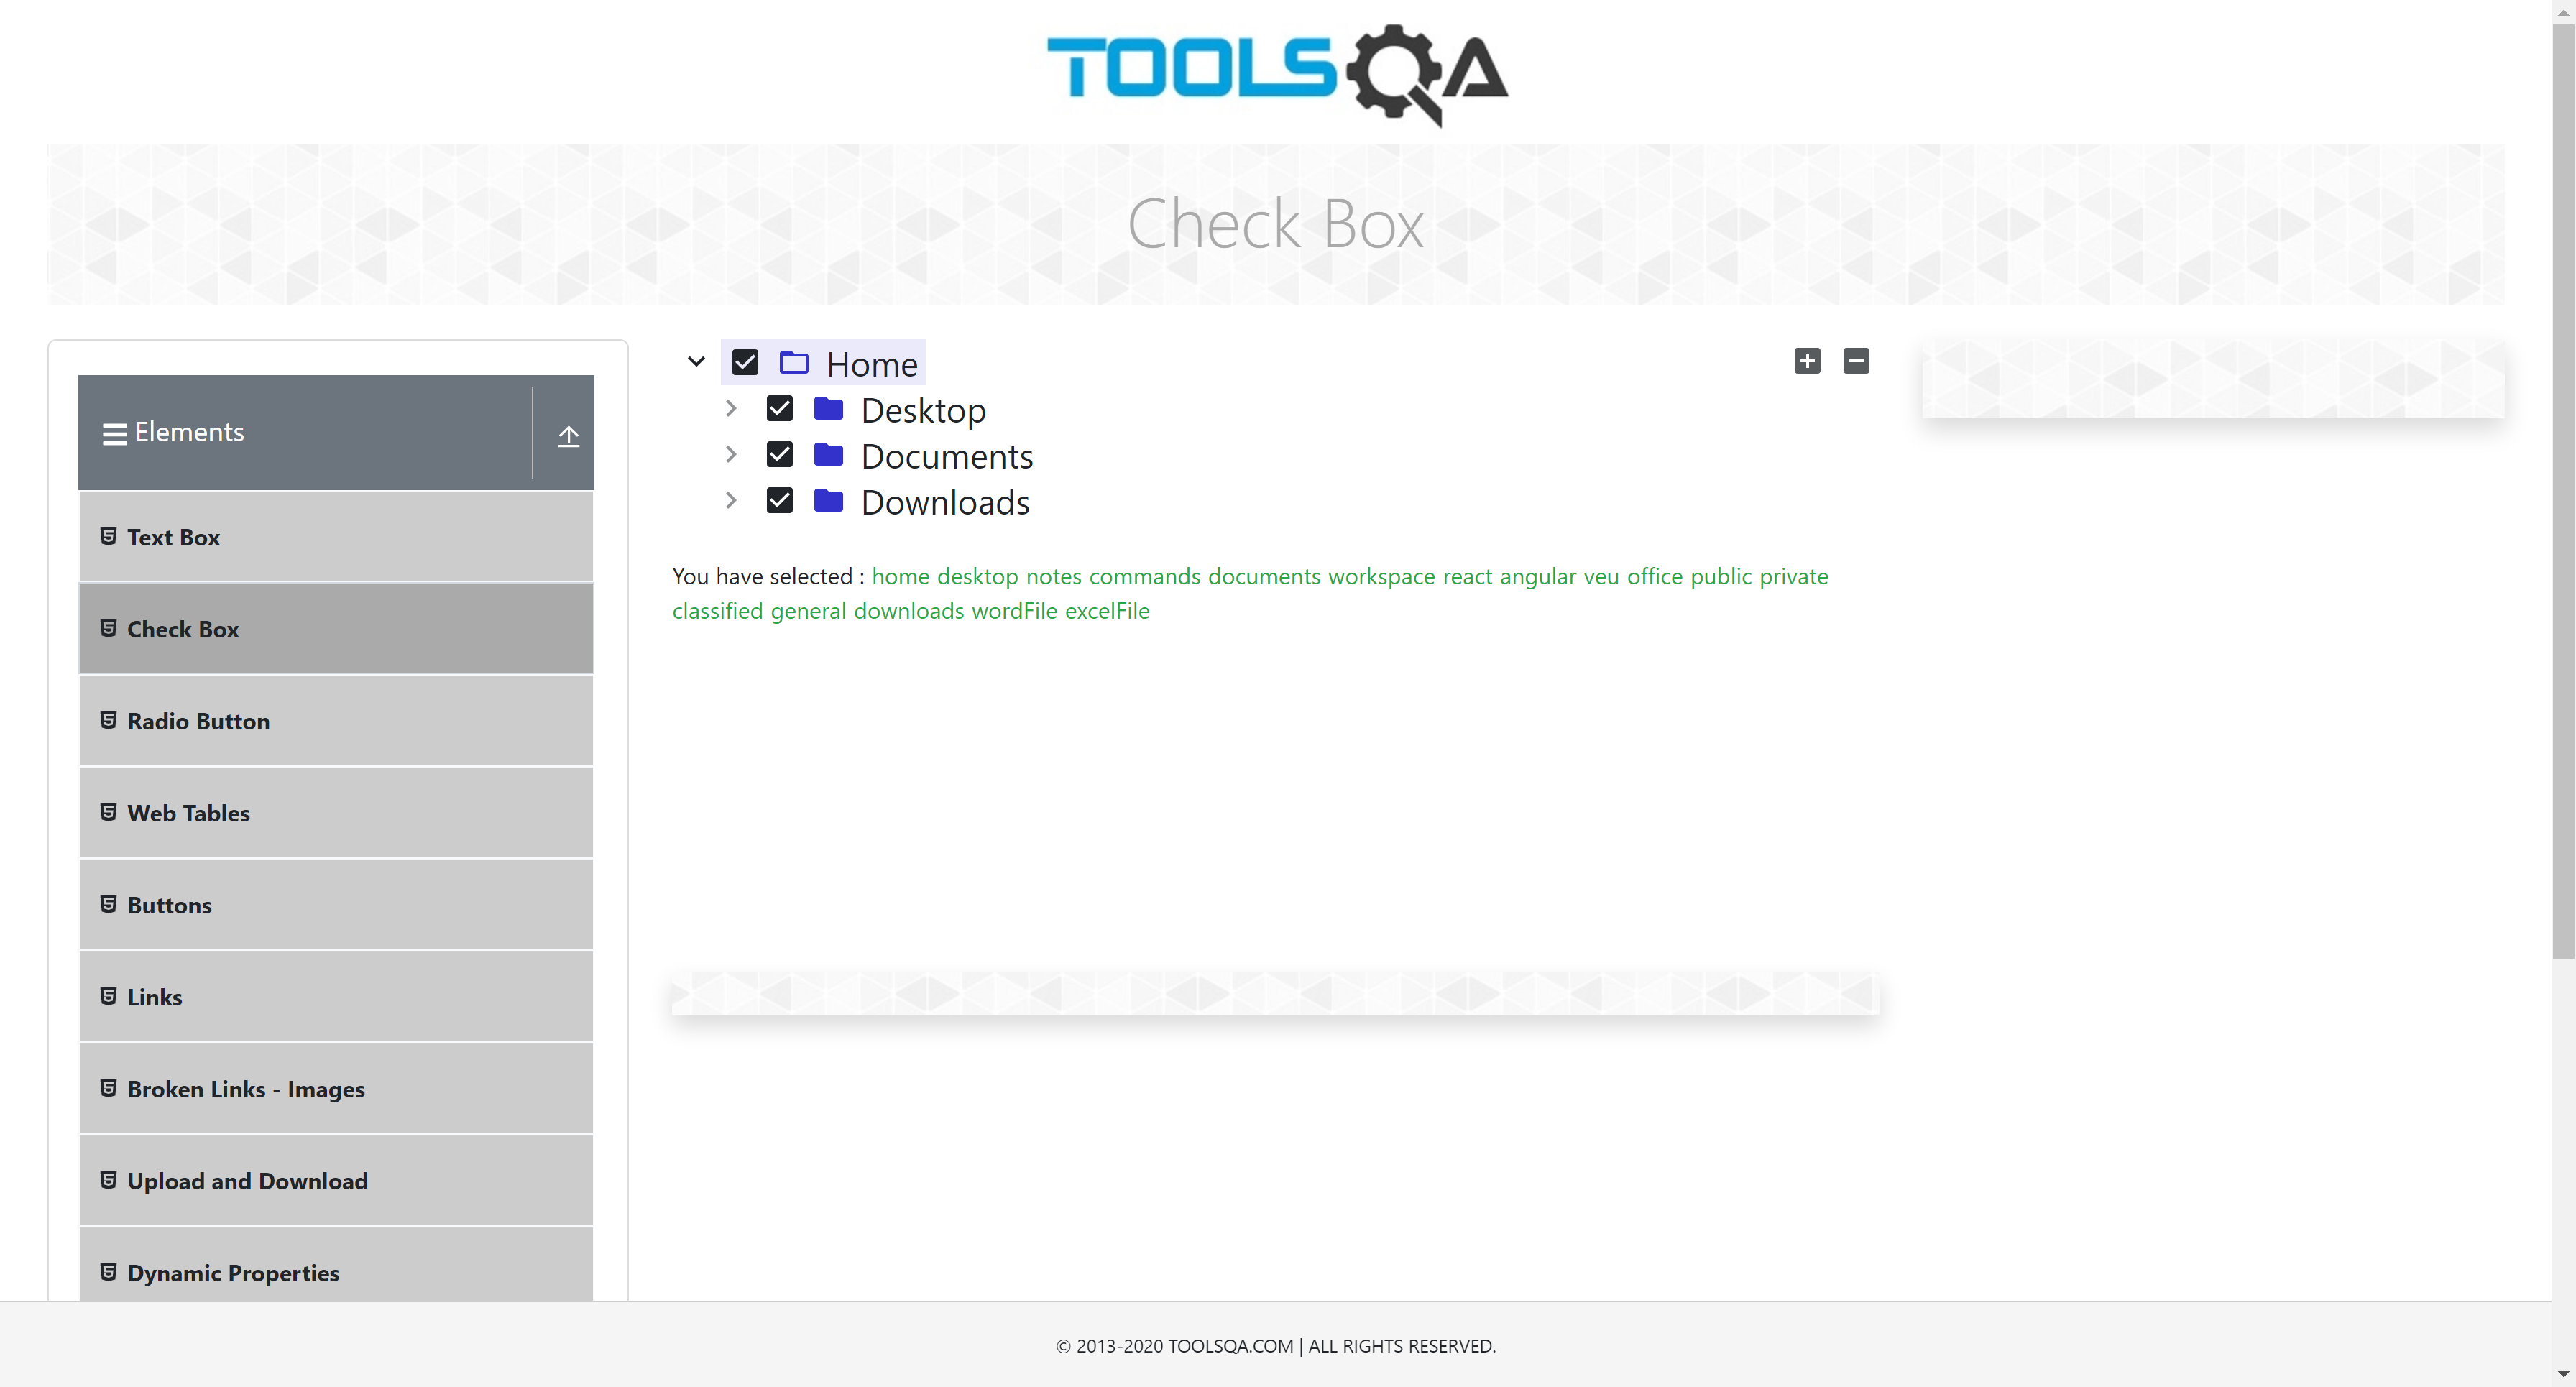 TOOLSQA
Check Box
Elements
Text Box
Check Box
Radio Button
Web Tables
Buttons
Links
Broken Links - Images
Upload and Download
Dynamic Properties
Home
Desktop
Documents
Downloads
You have selected : home desktop notes commands documents workspace react angular veu office public private
classified general downloads wordFile excelFile
© 2013-2020 TOOLSQA.COM | ALL RIGHTS RESERVED.